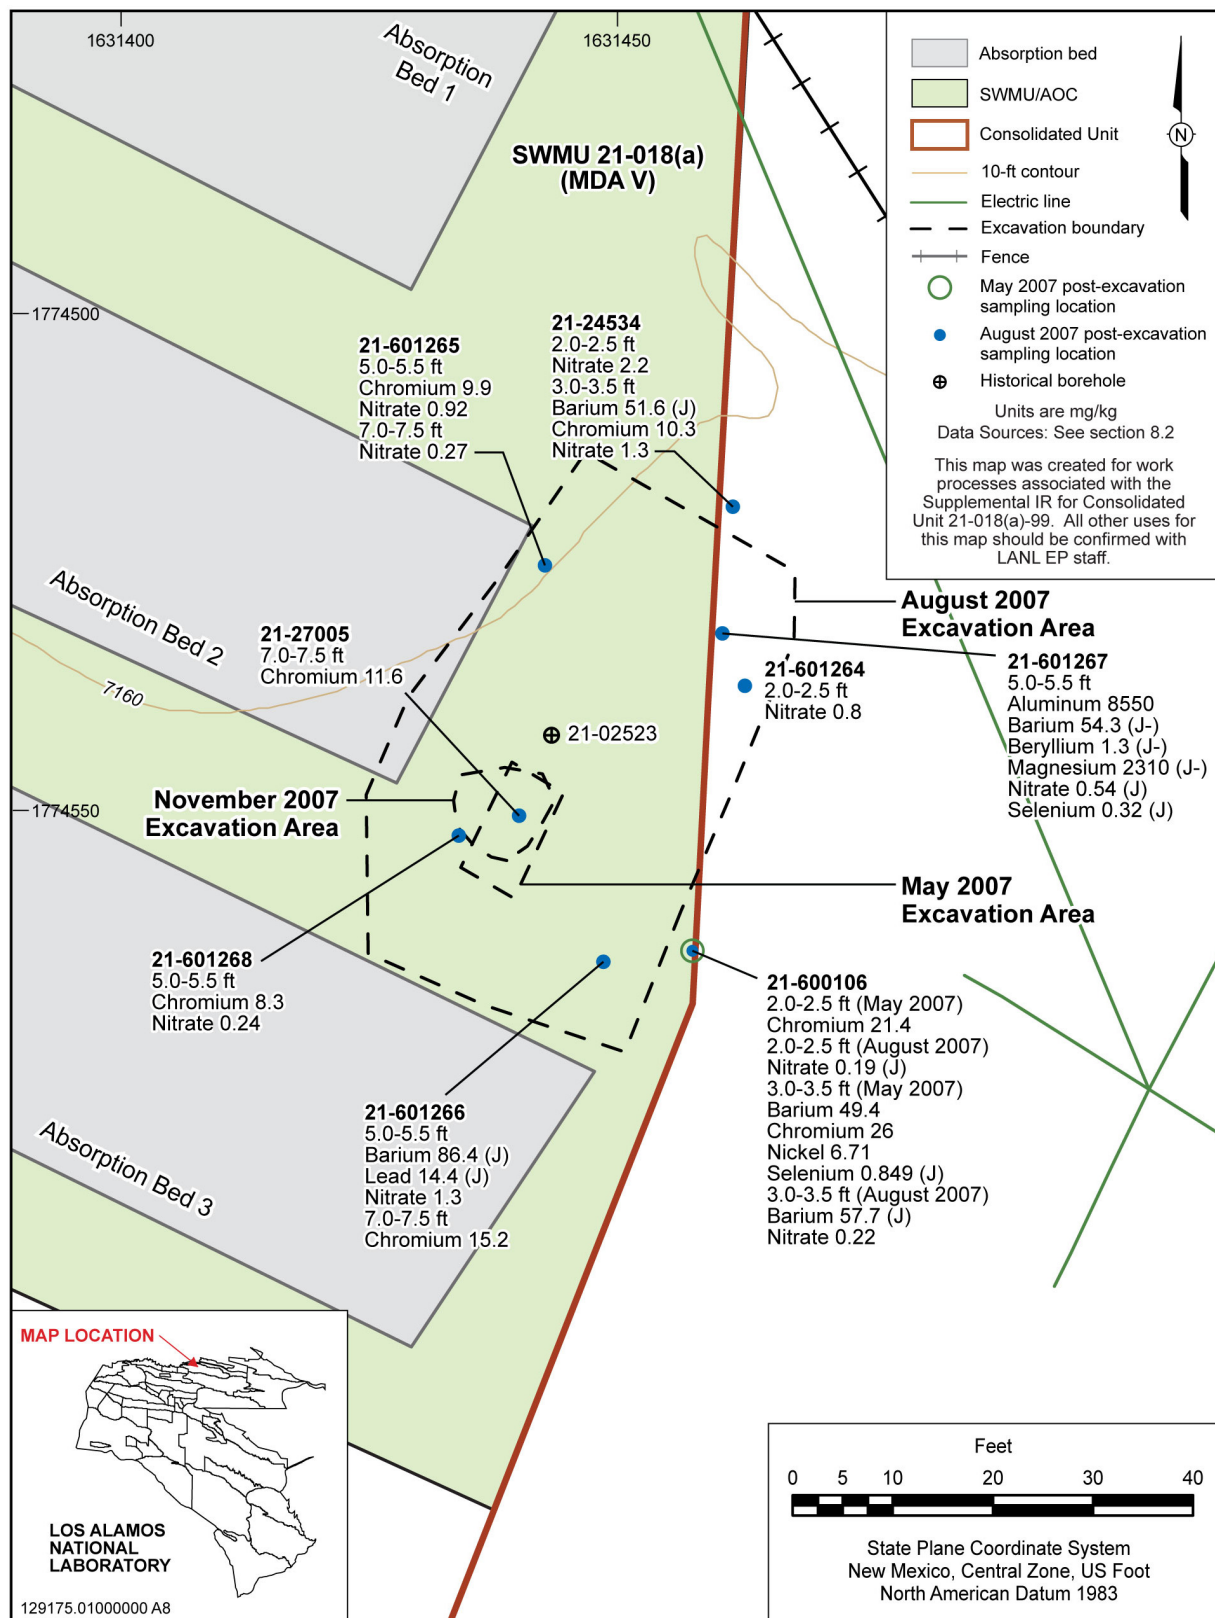 1631400
1631450
Absorption
Bed 1
SWMU 21-018(a)
(MDA V)
Absorption bed
SWMU/AOC
Consolidated Unit
10-ft contour
Electric line
Excavation boundary
Fence
May 2007 post-excavation
sampling location
August 2007 post-excavation
sampling location
Historical borehole
Units are mg/kg
Data Sources: See section 8.2
This map was created for work
processes associated with the
Supplemental IR for Consolidated
Unit 21-018(a)-99. All other uses for
this map should be confirmed with
LANL EP staff.
N
1774500
21-601265
5.0-5.5 ft
Chromium 9.9
Nitrate 0.92
7.0-7.5 ft
Nitrate 0.27
21-24534
2.0-2.5 ft
Nitrate 2.2
3.0-3.5 ft
Barium 51.6 (J)
Chromium 10.3
Nitrate 1.3
August 2007
Excavation Area
Absorption Bed 2
21-27005
7.0-7.5 ft
Chromium 11.6
7160
21-601264
2.0-2.5 ft
Nitrate 0.8
21-601267
5.0-5.5 ft
Aluminum 8550
Barium 54.3 (J-)
Beryllium 1.3 (J-)
Magnesium 2310 (J-)
Nitrate 0.54 (J)
Selenium 0.32 (J)
21-02523
November 2007
Excavation Area
1774550
May 2007
Excavation Area
21-601268
5.0-5.5 ft
Chromium 8.3
Nitrate 0.24
21-600106
2.0-2.5 ft (May 2007)
Chromium 21.4
2.0-2.5 ft (August 2007)
Nitrate 0.19 (J)
3.0-3.5 ft (May 2007)
Barium 49.4
Chromium 26
Nickel 6.71
Selenium 0.849 (J)
3.0-3.5 ft (August 2007)
Barium 57.7 (J)
Nitrate 0.22
21-601266
5.0-5.5 ft
Barium 86.4 (J)
Lead 14.4 (J)
Nitrate 1.3
7.0-7.5 ft
Chromium 15.2
Absorption Bed 3
MAP LOCATION
LOS ALAMOS
NATIONAL
LABORATORY
129175.01000000 A8
Feet
0 5 10 20 30 40
State Plane Coordinate System
New Mexico, Central Zone, US Foot
North American Datum 1983